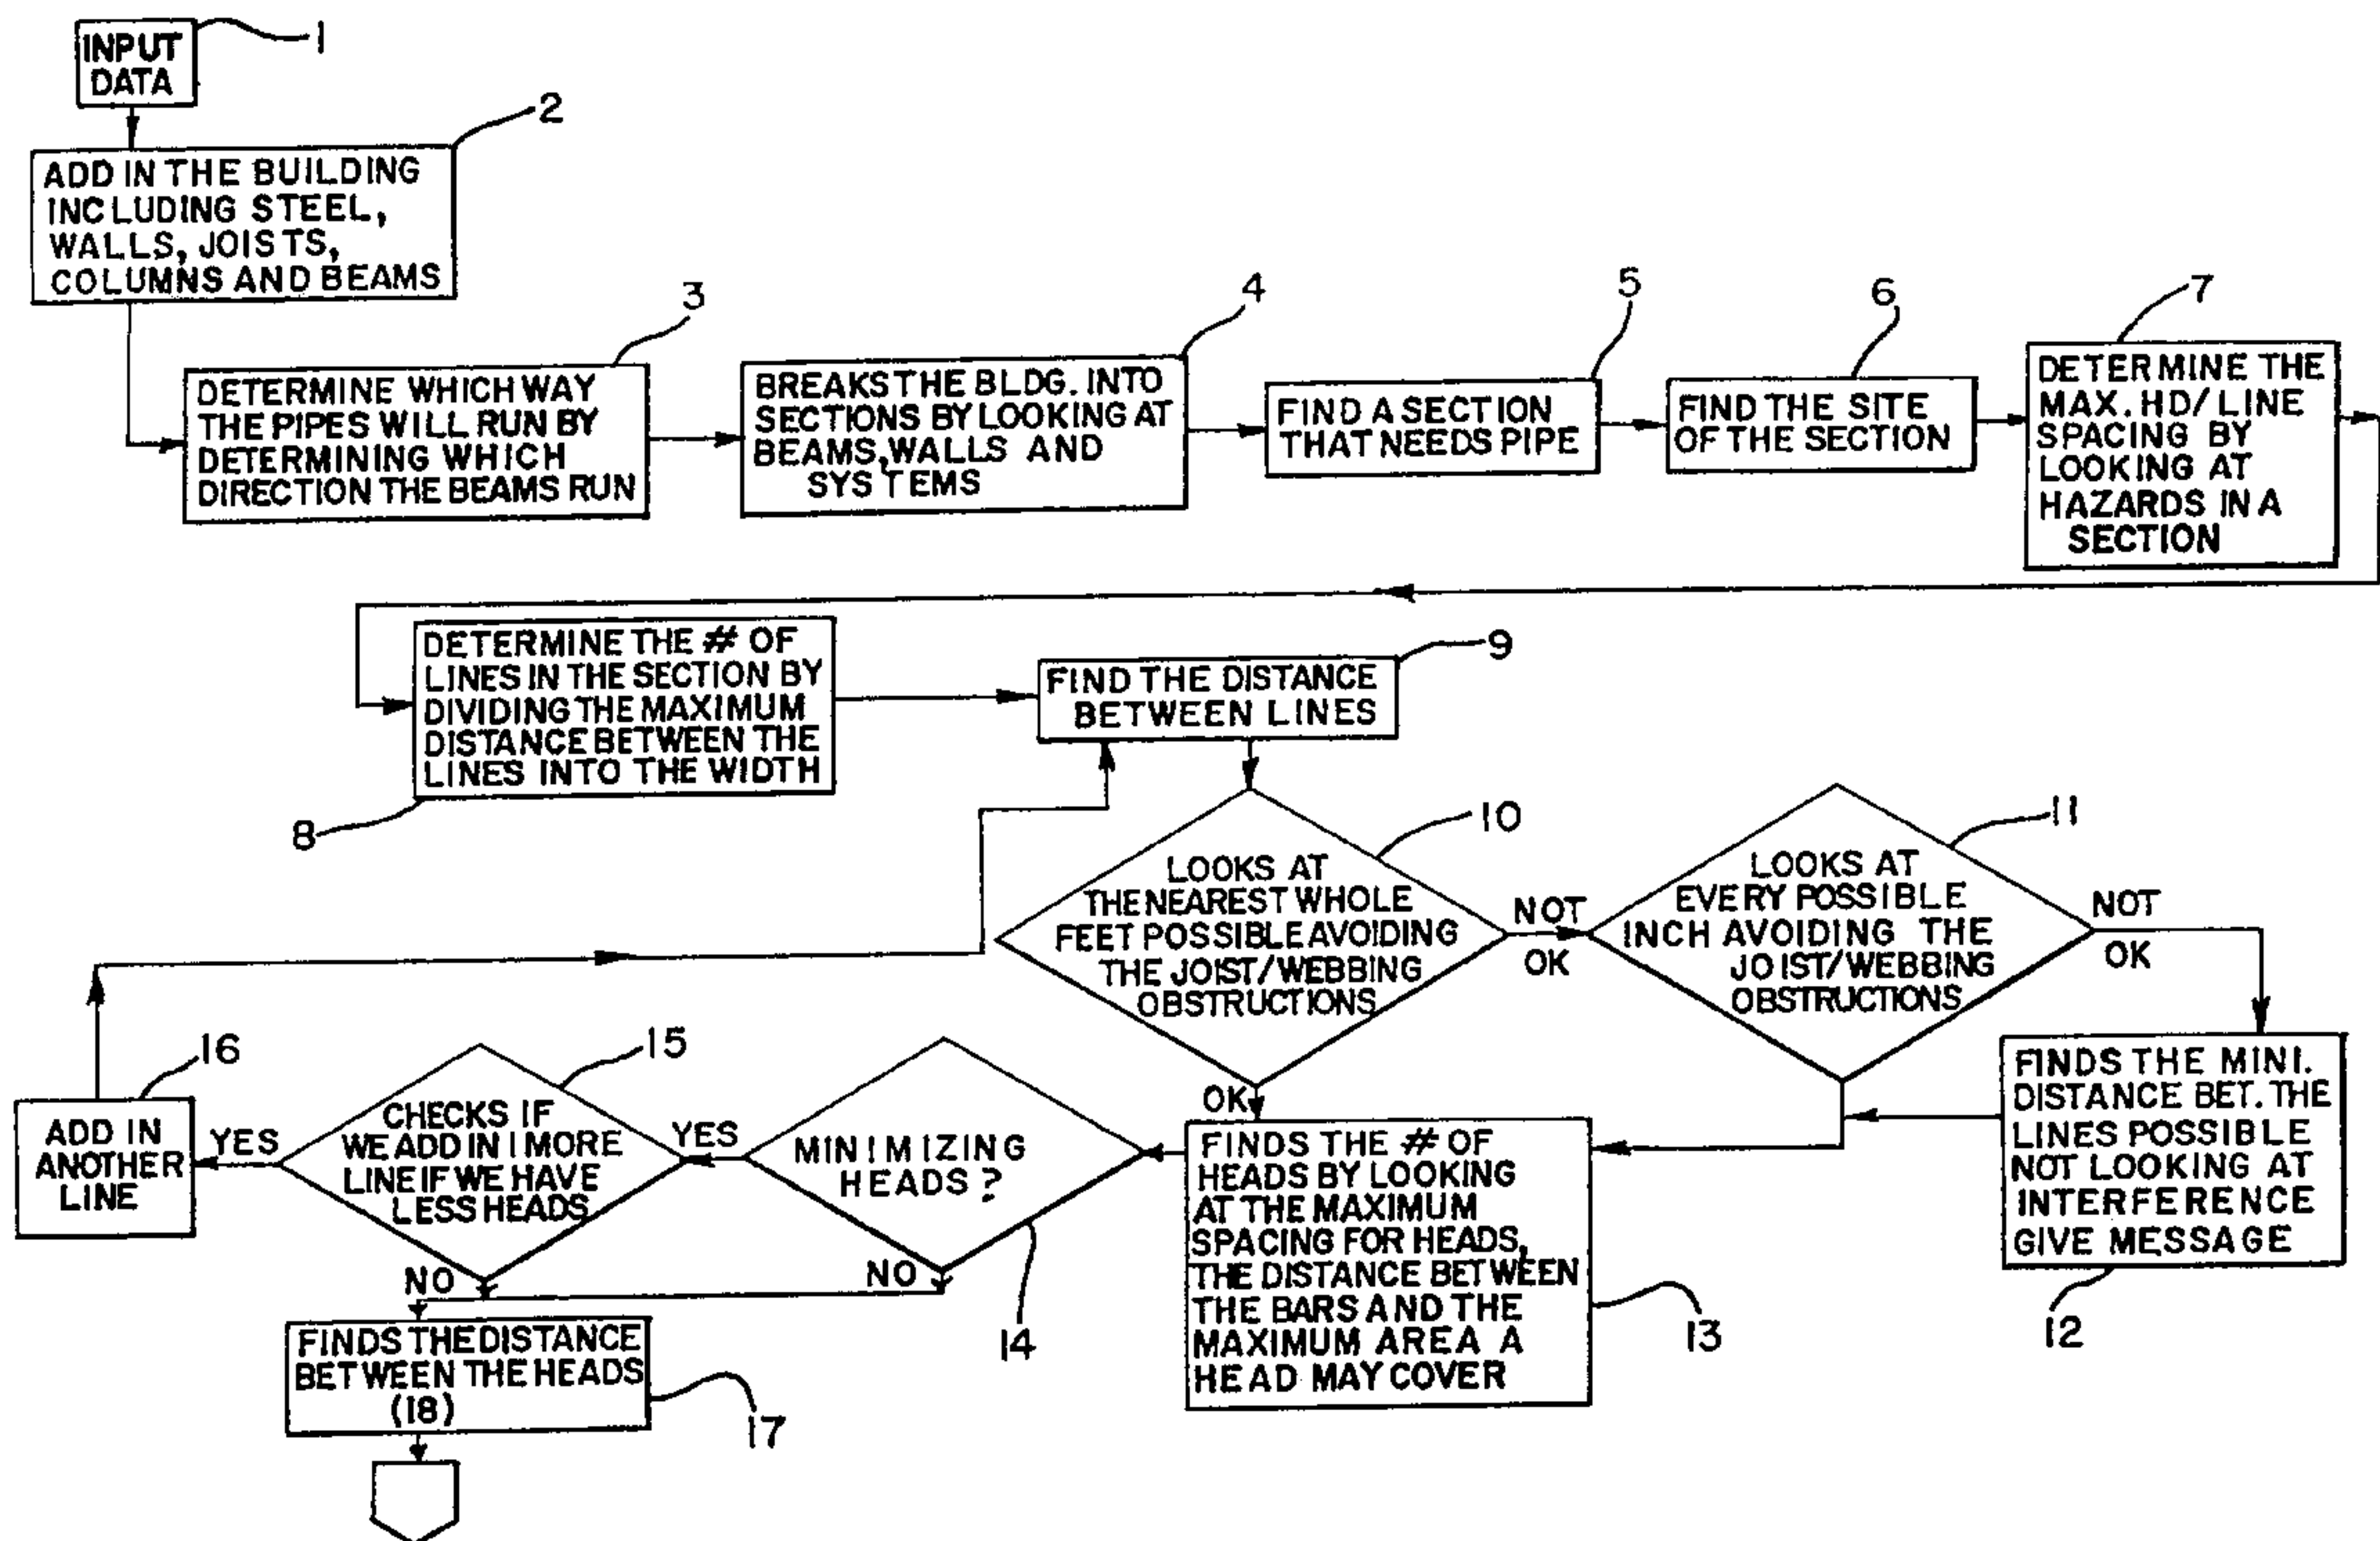 INPUT
DATA
1
2
ADD IN THE BUILDING
INCLUDING STEEL,
WALLS, JOISTS,
COLUMNS AND BEAMS
3
DETERMINE WHICH WAY
THE PIPES WILL RUN BY
DETERMINING WHICH
DIRECTION THE BEAMS RUN
4
BREAKS THE BLDG. INTO
SECTIONS BY LOOKING AT
BEAMS, WALLS AND
SYSTEMS
5
FIND A SECTION
THAT NEEDS PIPE
6
FIND THE SITE
OF THE SECTION
7
DETERMINE THE
MAX. HD/LINE
SPACING BY
LOOKING AT
HAZARDS IN A
SECTION
DETERMINE THE # OF
LINES IN THE SECTION BY
DIVIDING THE MAXIMUM
DISTANCE BETWEEN THE
LINES INTO THE WIDTH
8
9
FIND THE DISTANCE
BETWEEN LINES
10
LOOKS AT
THE NEAREST WHOLE
FEET POSSIBLE AVOIDING
THE JOIST/WEBBING
OBSTRUCTIONS
NOT
OK
OK
11
LOOKS AT
EVERY POSSIBLE
INCH AVOIDING THE
JOIST/WEBBING
OBSTRUCTIONS
NOT
OK
FINDS THE MINI.
DISTANCE BET. THE
LINES POSSIBLE
NOT LOOKING AT
INTERFERENCE
GIVE MESSAGE
12
FINDS THE # OF
HEADS BY LOOKING
AT THE MAXIMUM
SPACING FOR HEADS,
THE DISTANCE BETWEEN
THE BARS AND THE
MAXIMUM AREA A
HEAD MAY COVER
13
MINIMIZING
HEADS?
14
YES
NO
15
CHECKS IF
WE ADD IN 1 MORE
LINE IF WE HAVE
LESS HEADS
YES
NO
16
ADD IN
ANOTHER
LINE
FINDS THE DISTANCE
BETWEEN THE HEADS
(18)
17